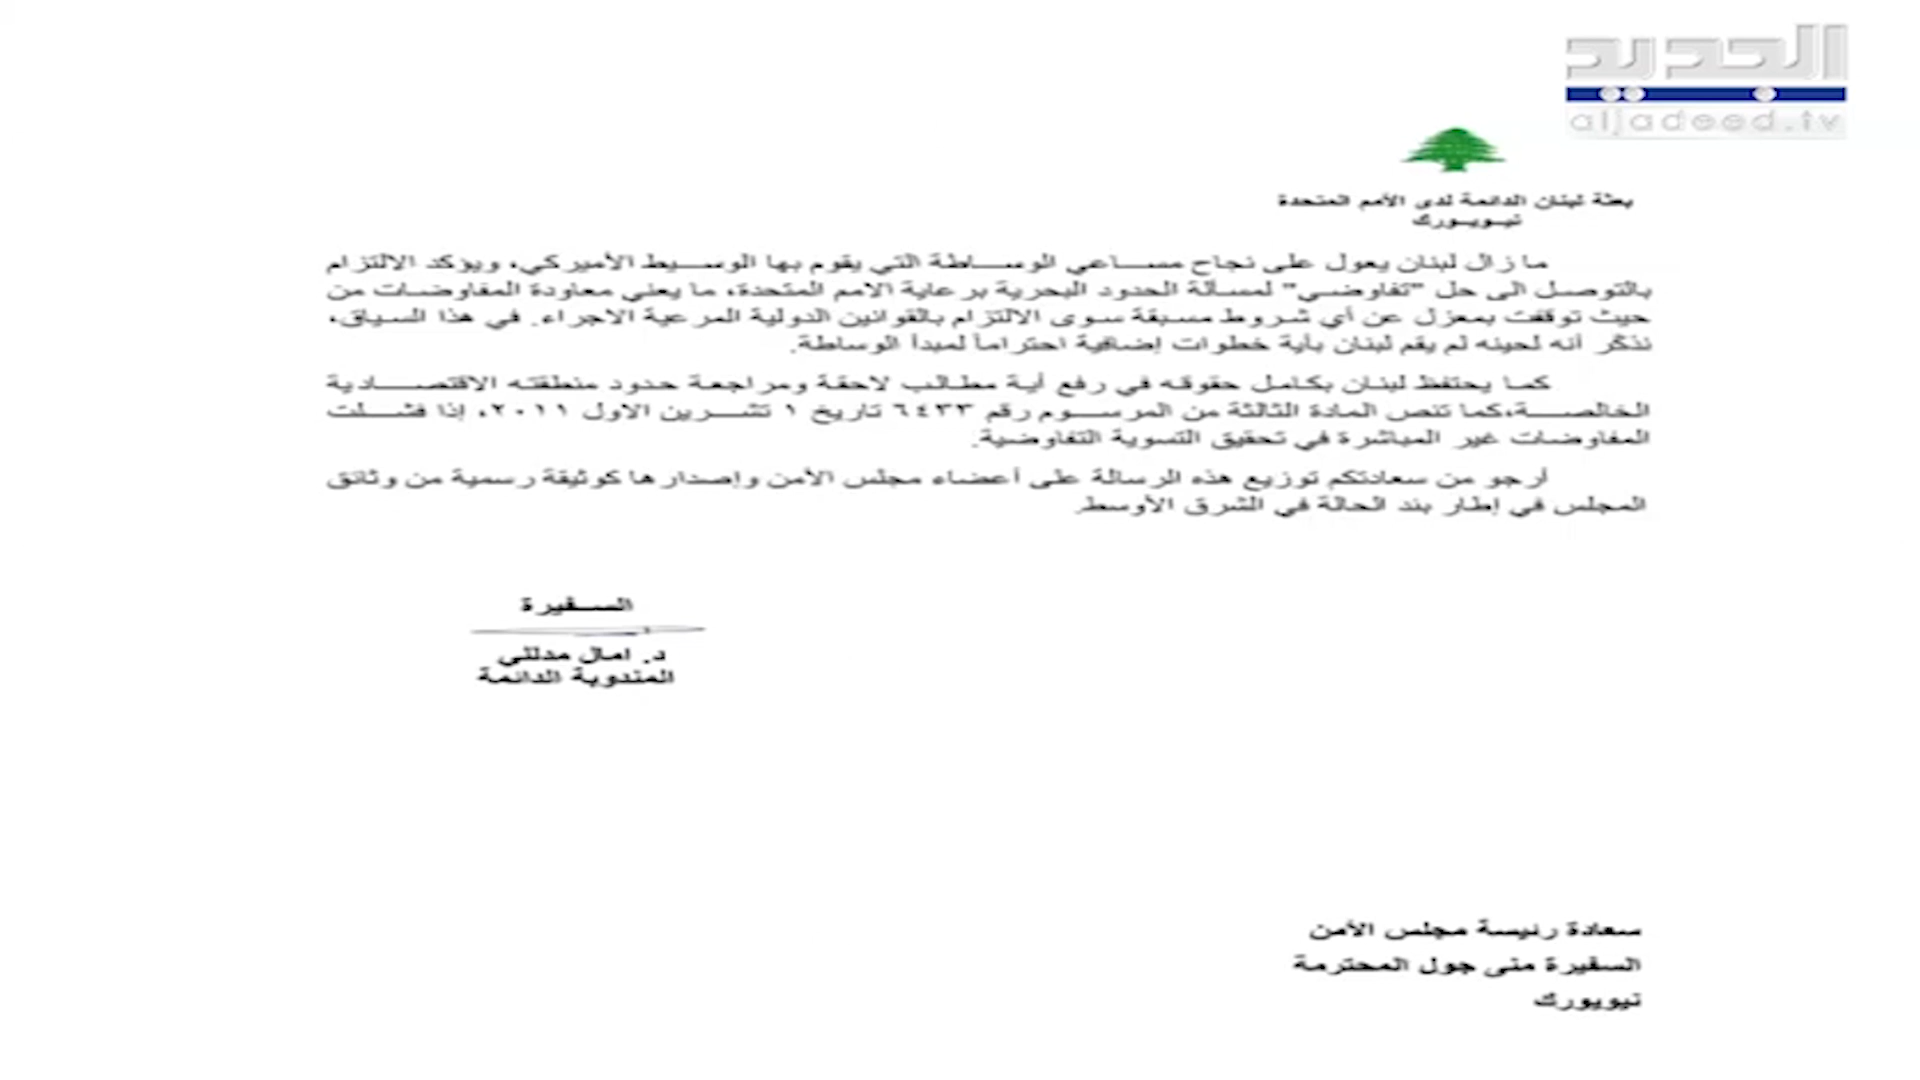 الجديد
aljadeed.tv
بعثة لبنان الدائمة لدى الأمم المتحدة
نيويورك
ما زال لبنان يعول على نجاح مساعي الوساطة التي يقوم بها الوسيط الأميركي، ويؤكد الالتزام
بالتوصل الى حل "تفاوضي" لمسألة الحدود البحرية برعاية الامم المتحدة، ما يعني معاودة المفاوضات من
حيث توقفت بمعزل عن أي شروط مسبقة سوى الالتزام بالقوانين الدولية المرعية الاجراء. في هذا السياق،
نذكّر أنه لحينه لم يقم لبنان بأية خطوات إضافية احتراماً لمبدأ الوساطة.
كما يحتفظ لبنان بكامل حقوقه في رفع أية مطالب لاحقة ومراجعة حدود منطقته الاقتصادية
الخالصة،كما تنص المادة الثالثة من المرسوم رقم ٦٤٣٣ تاريخ ١ تشرين الاول ٢٠١١، إذا فشلت
المفاوضات غير المباشرة في تحقيق التسوية التفاوضية.
أرجو من سعادتكم توزيع هذه الرسالة على أعضاء مجلس الأمن وإصدارها كوثيقة رسمية من وثائق
المجلس في إطار بند الحالة في الشرق الأوسط.
السفيرة
د. امال مدللي
المندوبة الدائمة
سعادة رئيسة مجلس الأمن
السفيرة منى جول المحترمة
نيويورك